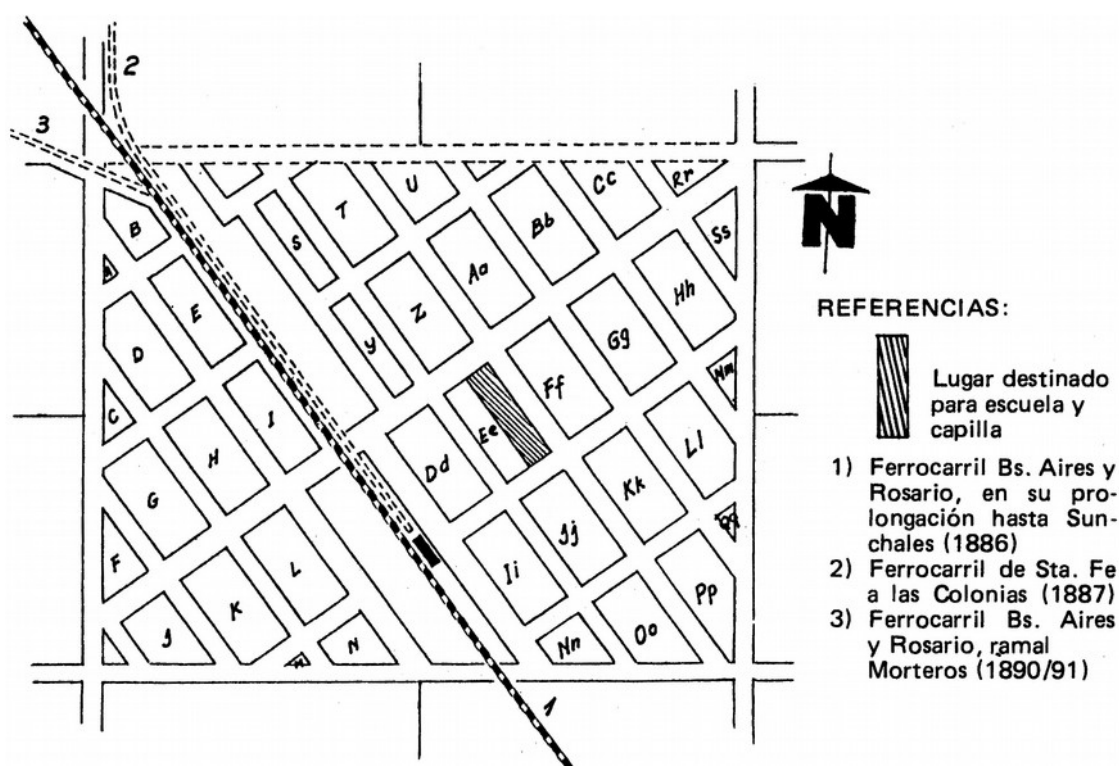 2
3
B
S
T
U
Cc
Rr
Bb
Ss
E
Aa
D
Z
Hh
y
Gg
C
I
Ff
Mm
H
Ee
Dd
Ll
G
Kk
Jj
F
L
Ii
Pp
K
J
N
M
Nn
Oo
1
N
REFERENCIAS:
Lugar destinado
para escuela y
capilla
1) Ferrocarril Bs. Aires y
Rosario, en su pro-
longación hasta Sun-
chales (1886)
2) Ferrocarril de Sta. Fe
a las Colonias (1887)
3) Ferrocarril Bs. Aires
y Rosario, ramal
Morteros (1890/91)